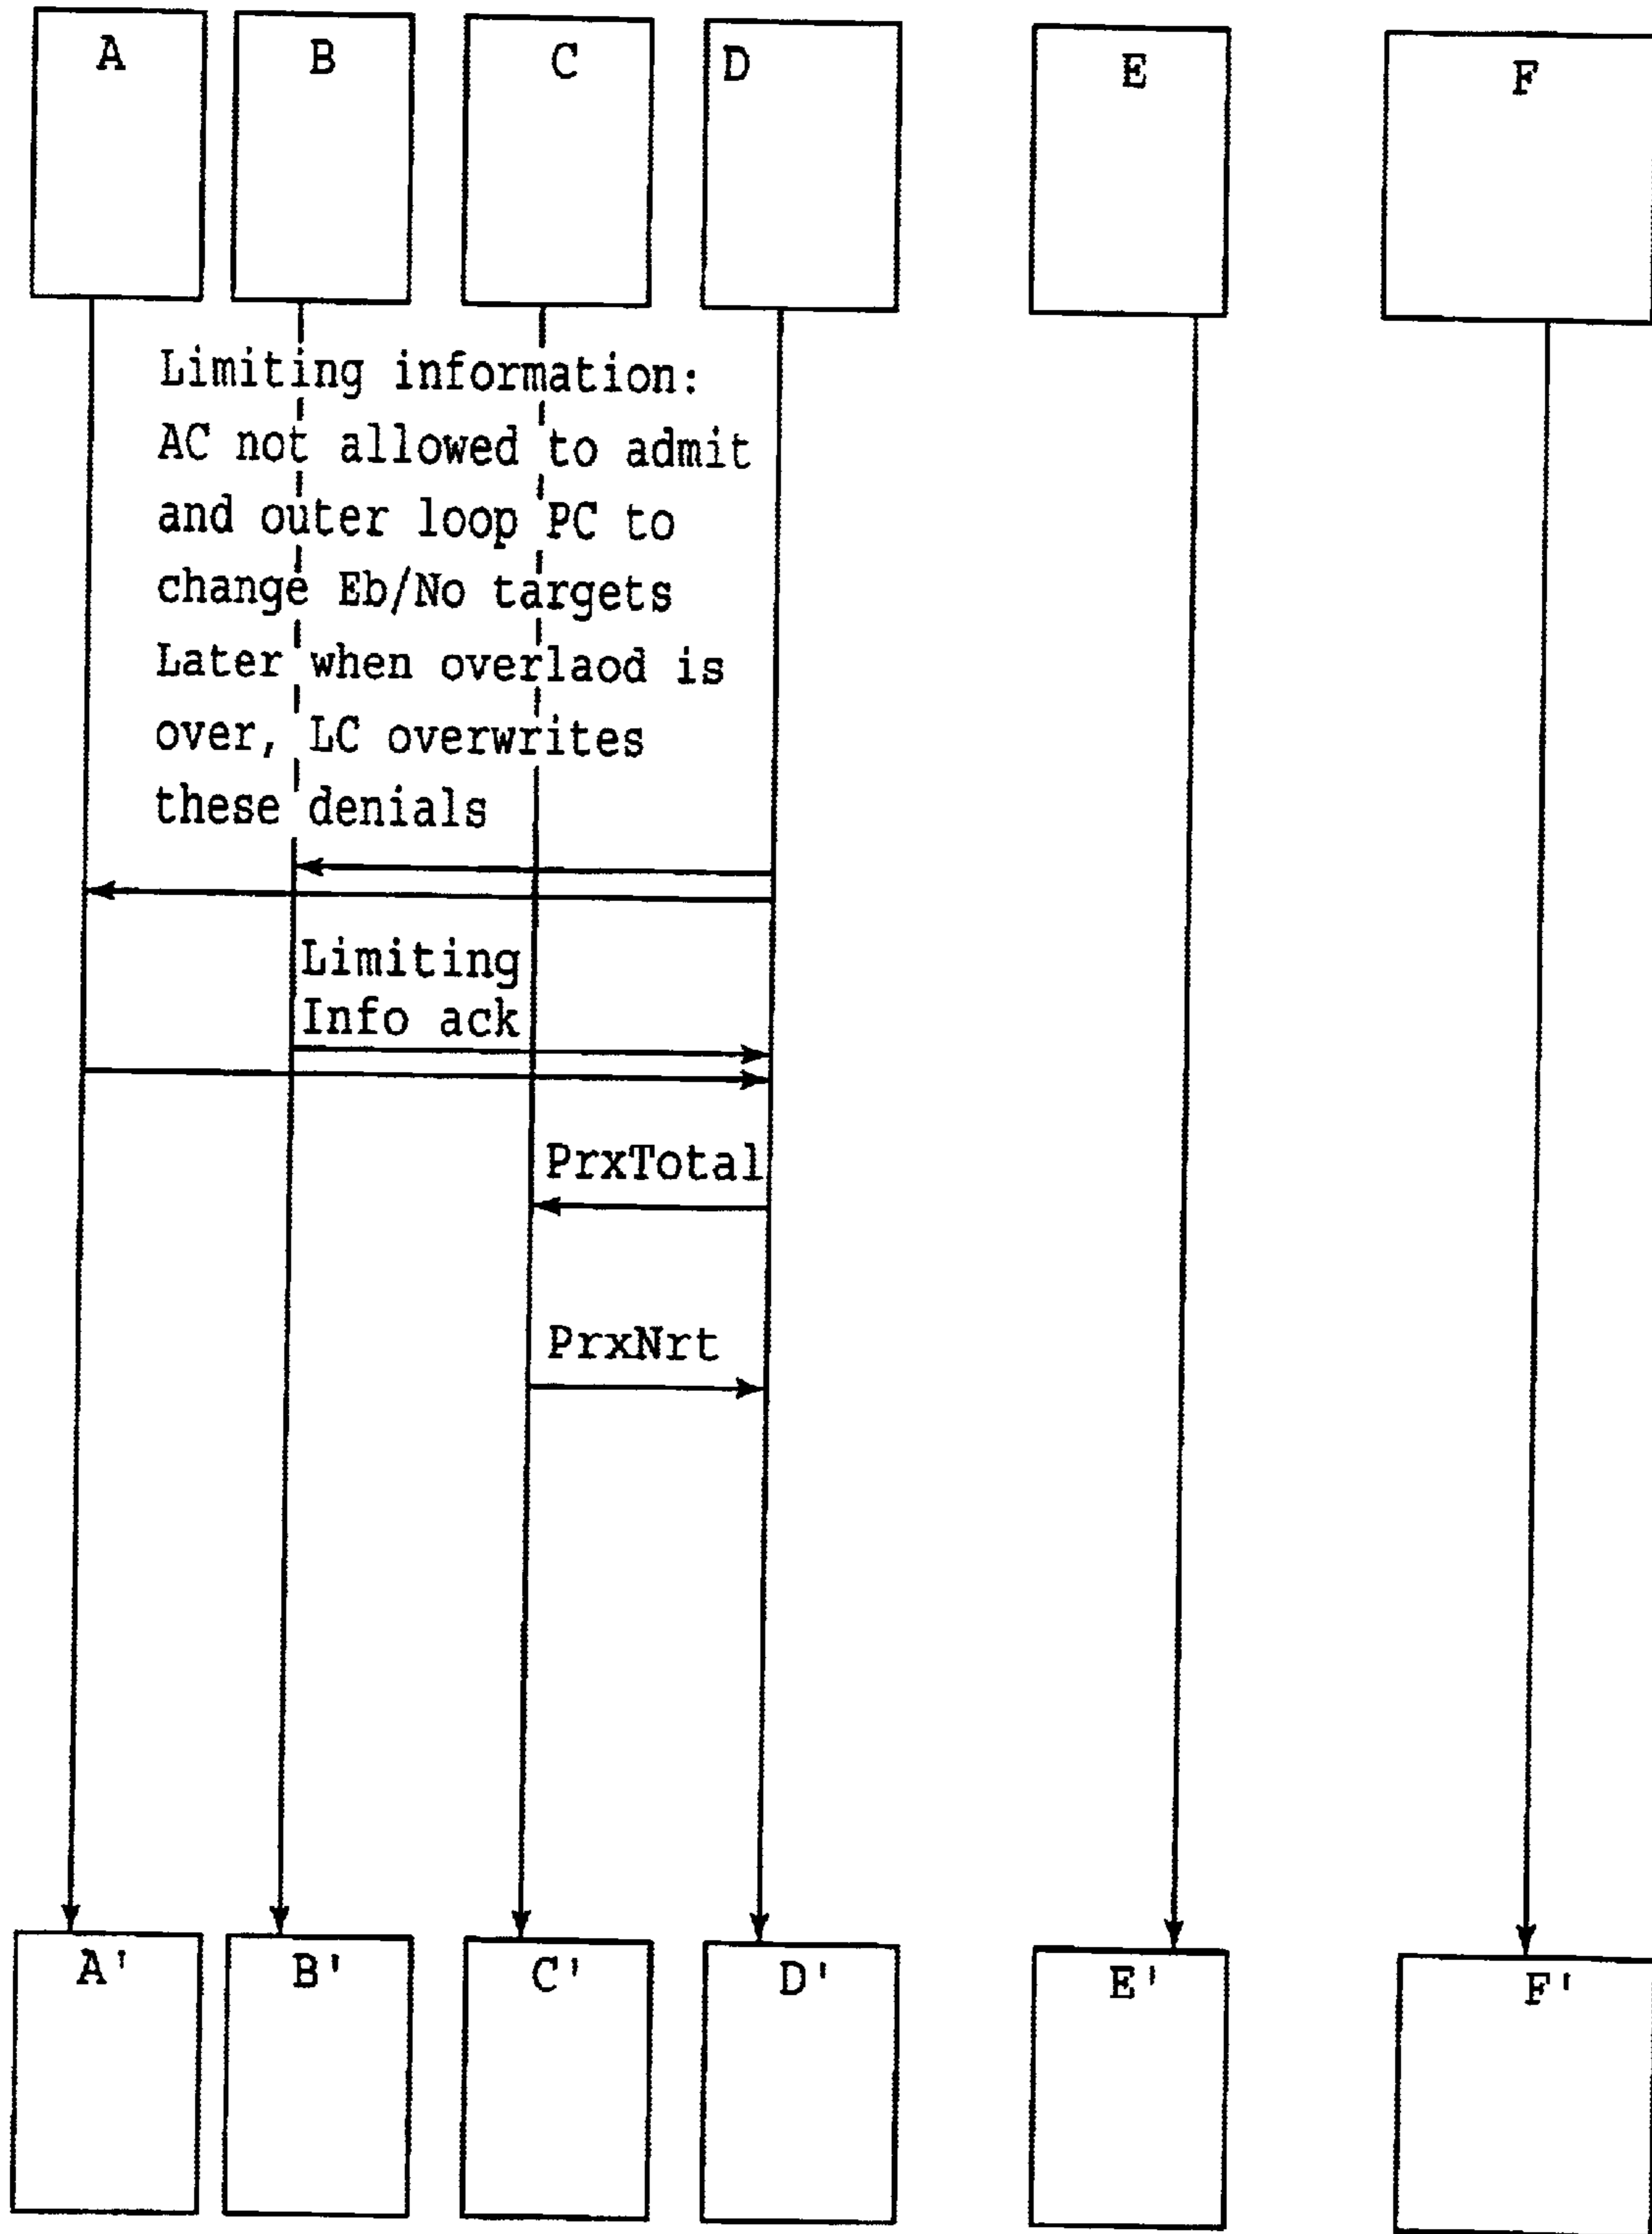 A B C D E F
Limiting information:
AC not allowed to admit
and outer loop PC to
change Eb/No targets
Later when overlaod is
over, LC overwrites
these denials
Limiting
Info ack
PrxTotal
PrxNrt
A' B' C' D' E' F'